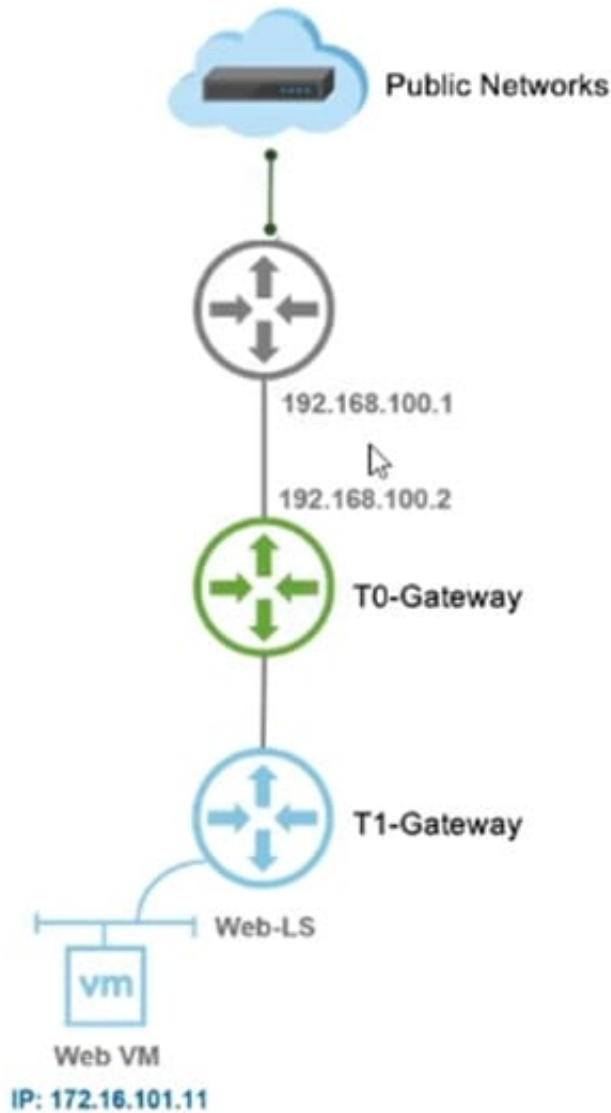 Public Networks
192.168.100.1
192.168.100.2
T0-Gateway
T1-Gateway
Web-LS
vm
Web VM
IP: 172.16.101.11